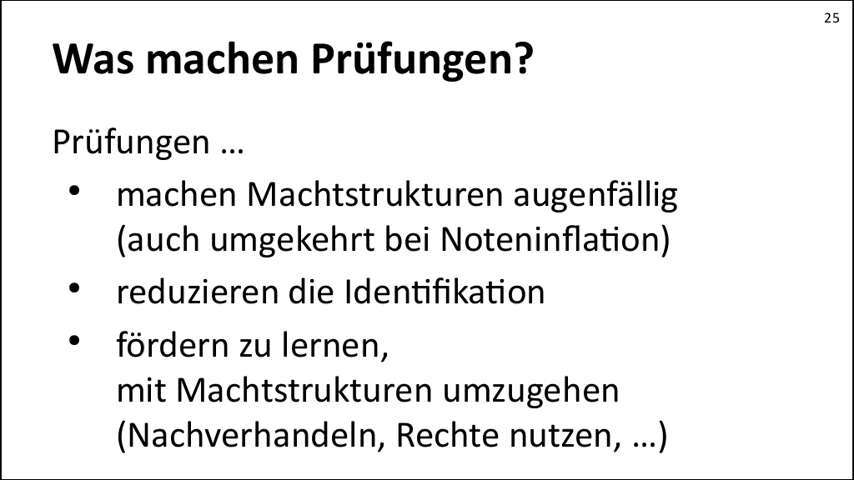 25
Was machen Prüfungen?
Prüfungen …
• machen Machtstrukturen augenfällig
(auch umgekehrt bei Noteninflation)
• reduzieren die Identifikation
• fördern zu lernen,
mit Machtstrukturen umzugehen
(Nachverhandeln, Rechte nutzen, …)